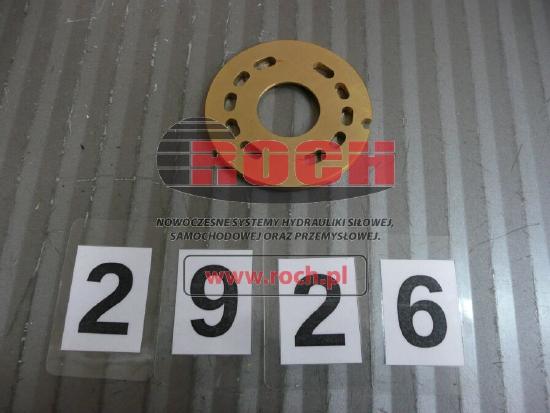 ROCH
NOWOCZESNE SYSTEMY HYDRAULIKI SIŁOWEJ,
SAMOCHODOWEJ ORAZ PRZEMYSŁOWEJ.
www.roch.pl
2 9 2 6